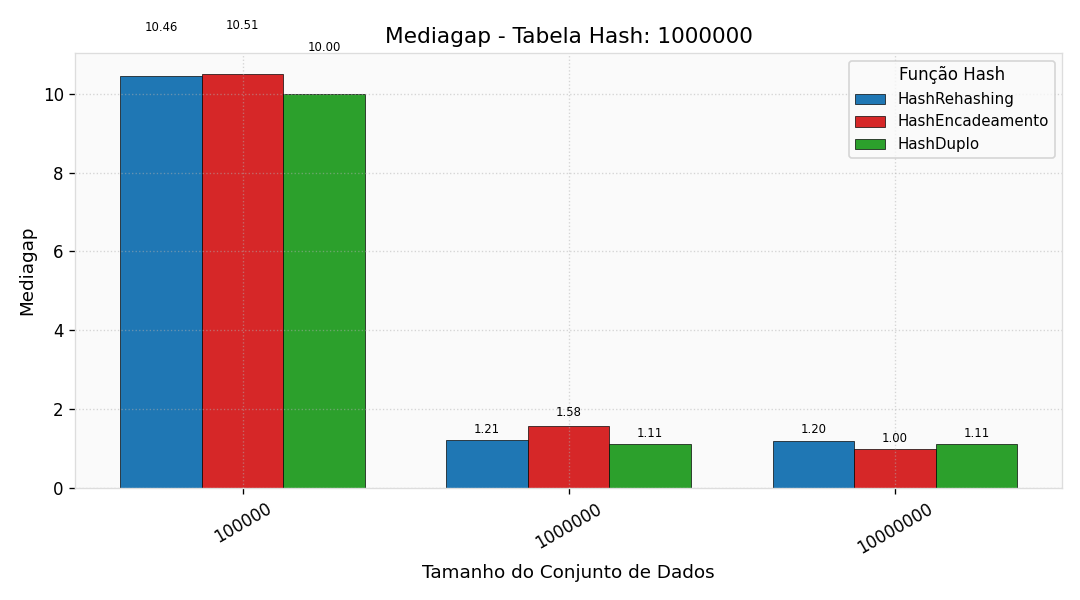 10.46
10.51
10.00
Mediagap - Tabela Hash: 1000000
Função Hash
HashRehashing
HashEncadeamento
HashDuplo
10
8
6
4
2
0
Mediagap
1.21
1.58
1.11
1.20
1.00
1.11
100000
1000000
10000000
Tamanho do Conjunto de Dados